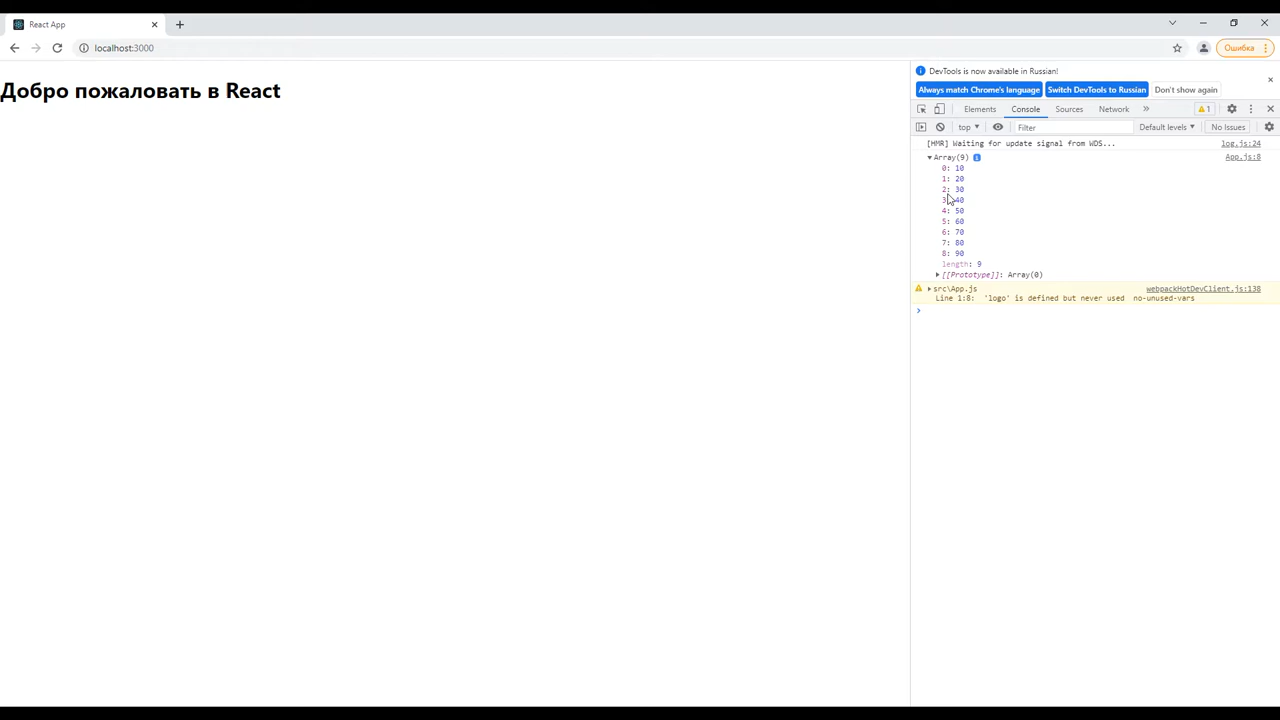 React App
localhost:3000
Ошибка
Добро пожаловать в React
DevTools is now available in Russian!
Always match Chrome's language Switch DevTools to Russian Don't show again
Elements Console Sources Network » 1
top Filter Default levels No Issues
[HMR] Waiting for update signal from WDS... log.js:24
Array(9) App.js:8
0: 10
1: 20
2: 30
3: 40
4: 50
5: 60
6: 70
7: 80
8: 90
length: 9
[[Prototype]]: Array(0)
src\App.js webpackHotDevClient.js:138
Line 1:8: 'logo' is defined but never used no-unused-vars